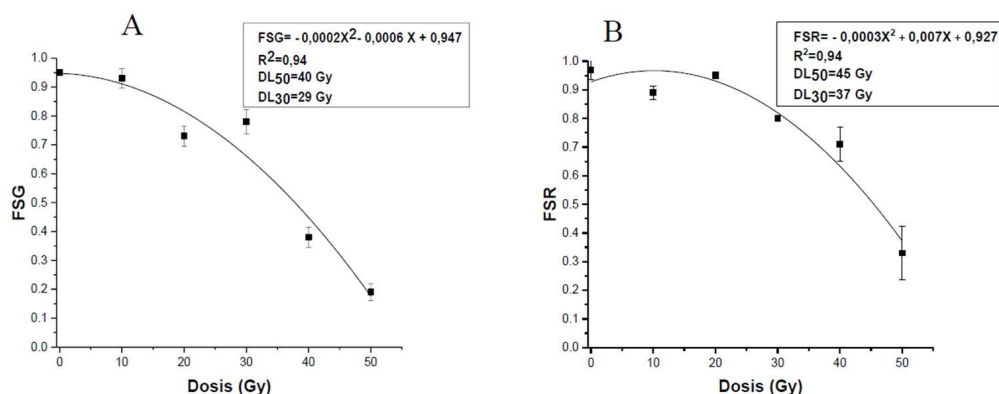 A
FSG= - 0,0002X² - 0,0006 X + 0,947
R²=0,94
DL50=40 Gy
DL30=29 Gy
1.0
0.9
0.8
0.7
0.6
0.5
0.4
0.3
0.2
0.1
0.0
FSG
0 10 20 30 40 50
Dosis (Gy)
B
FSR= - 0,0003X² + 0,007X + 0,927
R²=0,94
DL50=45 Gy
DL30=37 Gy
1.0
0.9
0.8
0.7
0.6
0.5
0.4
0.3
0.2
0.1
0.0
FSR
0 10 20 30 40 50
Dosis (Gy)